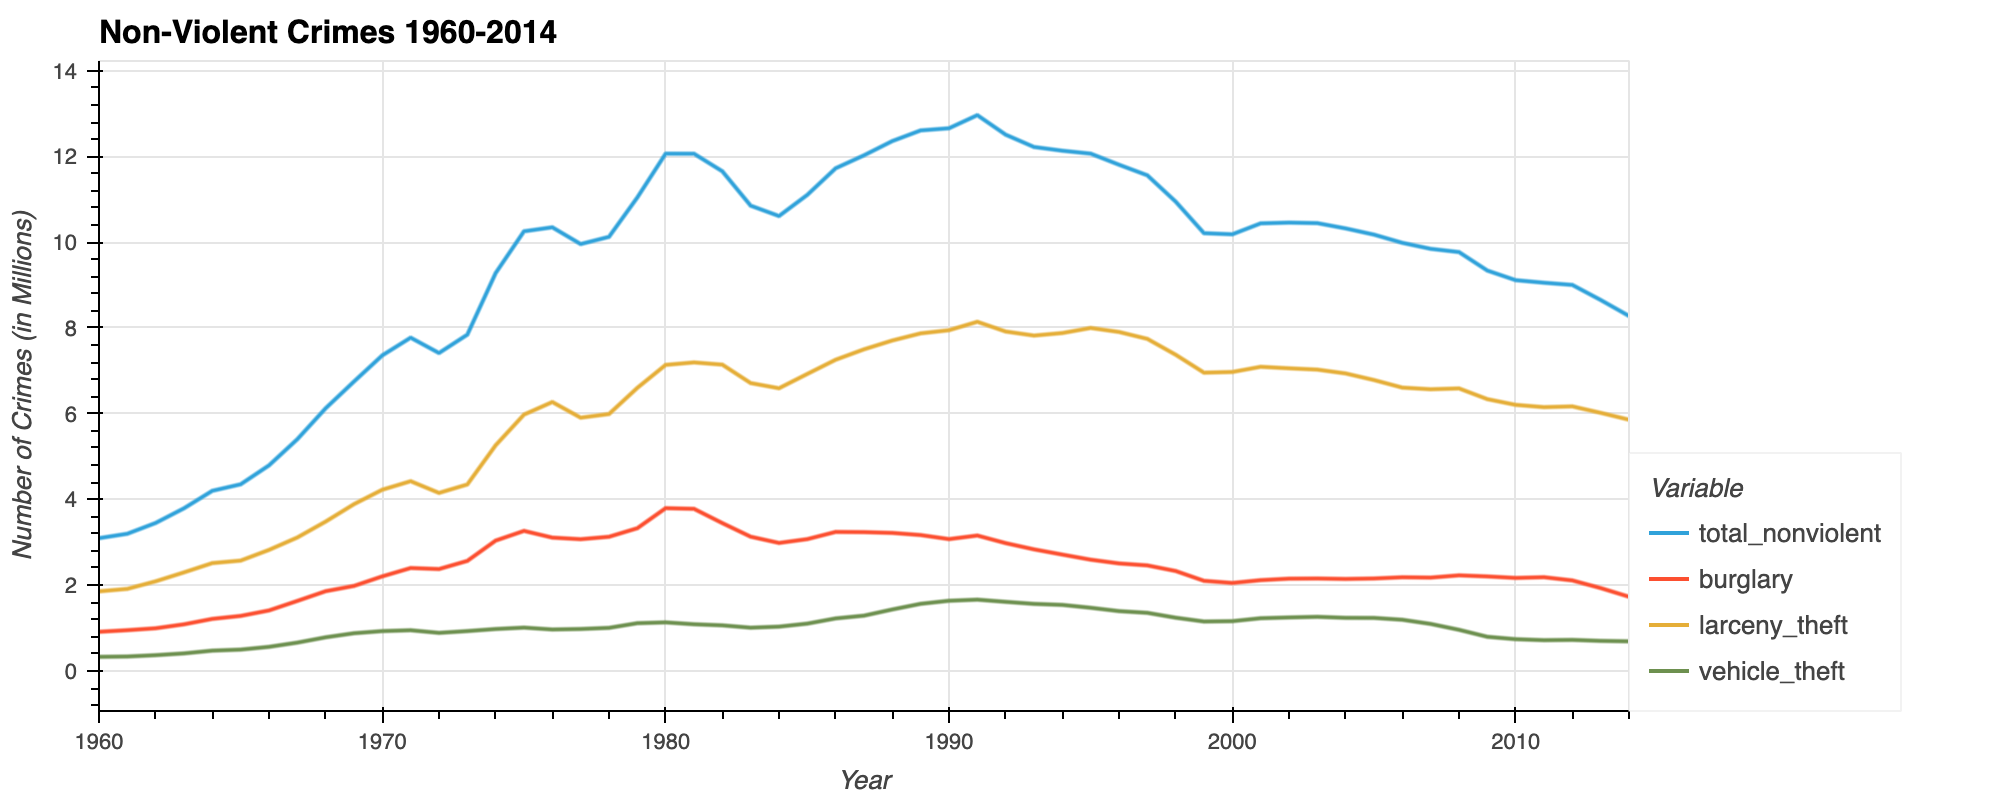 Non-Violent Crimes 1960-2014
14
12
10
8
6
4
2
0
Number of Crimes (in Millions)
1960 1970 1980 1990 2000 2010
Year
Variable
total_nonviolent
burglary
larceny_theft
vehicle_theft